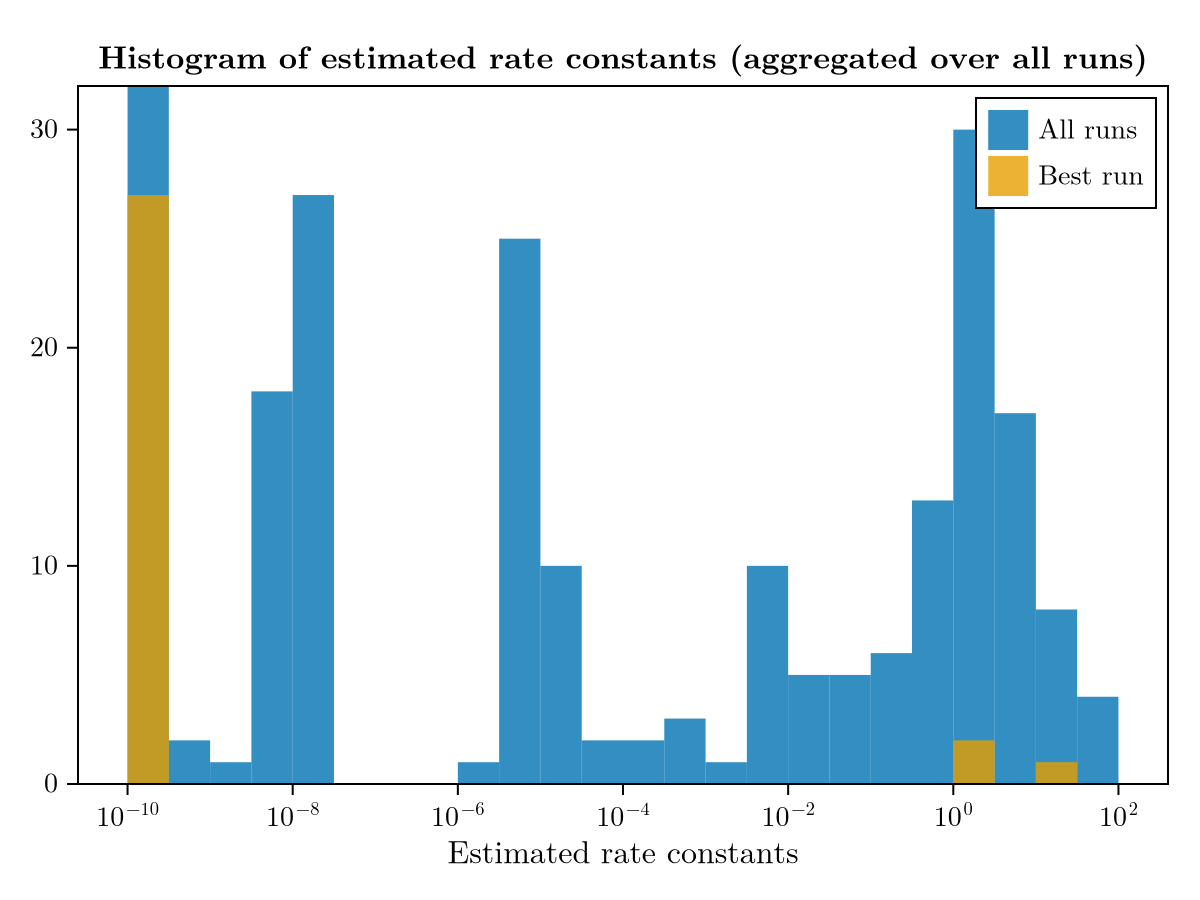 Histogram of estimated rate constants (aggregated over all runs)
All runs
Best run
30
20
10
0
10⁻¹⁰ 10⁻⁸ 10⁻⁶ 10⁻⁴ 10⁻² 10⁰ 10²
Estimated rate constants